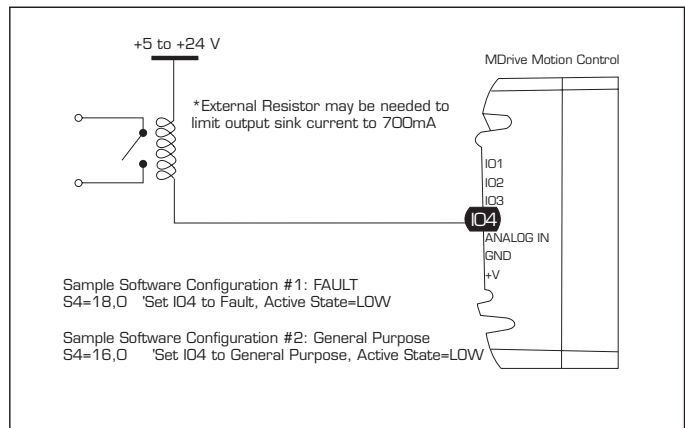 +5 to +24 V
MDrive Motion Control
*External Resistor may be needed to
limit output sink current to 700mA
IO1
IO2
IO3
IO4
ANALOG IN
GND
+V
Sample Software Configuration #1: FAULT
S4=18,0 'Set IO4 to Fault, Active State=LOW
Sample Software Configuration #2: General Purpose
S4=16,0 'Set IO4 to General Purpose, Active State=LOW